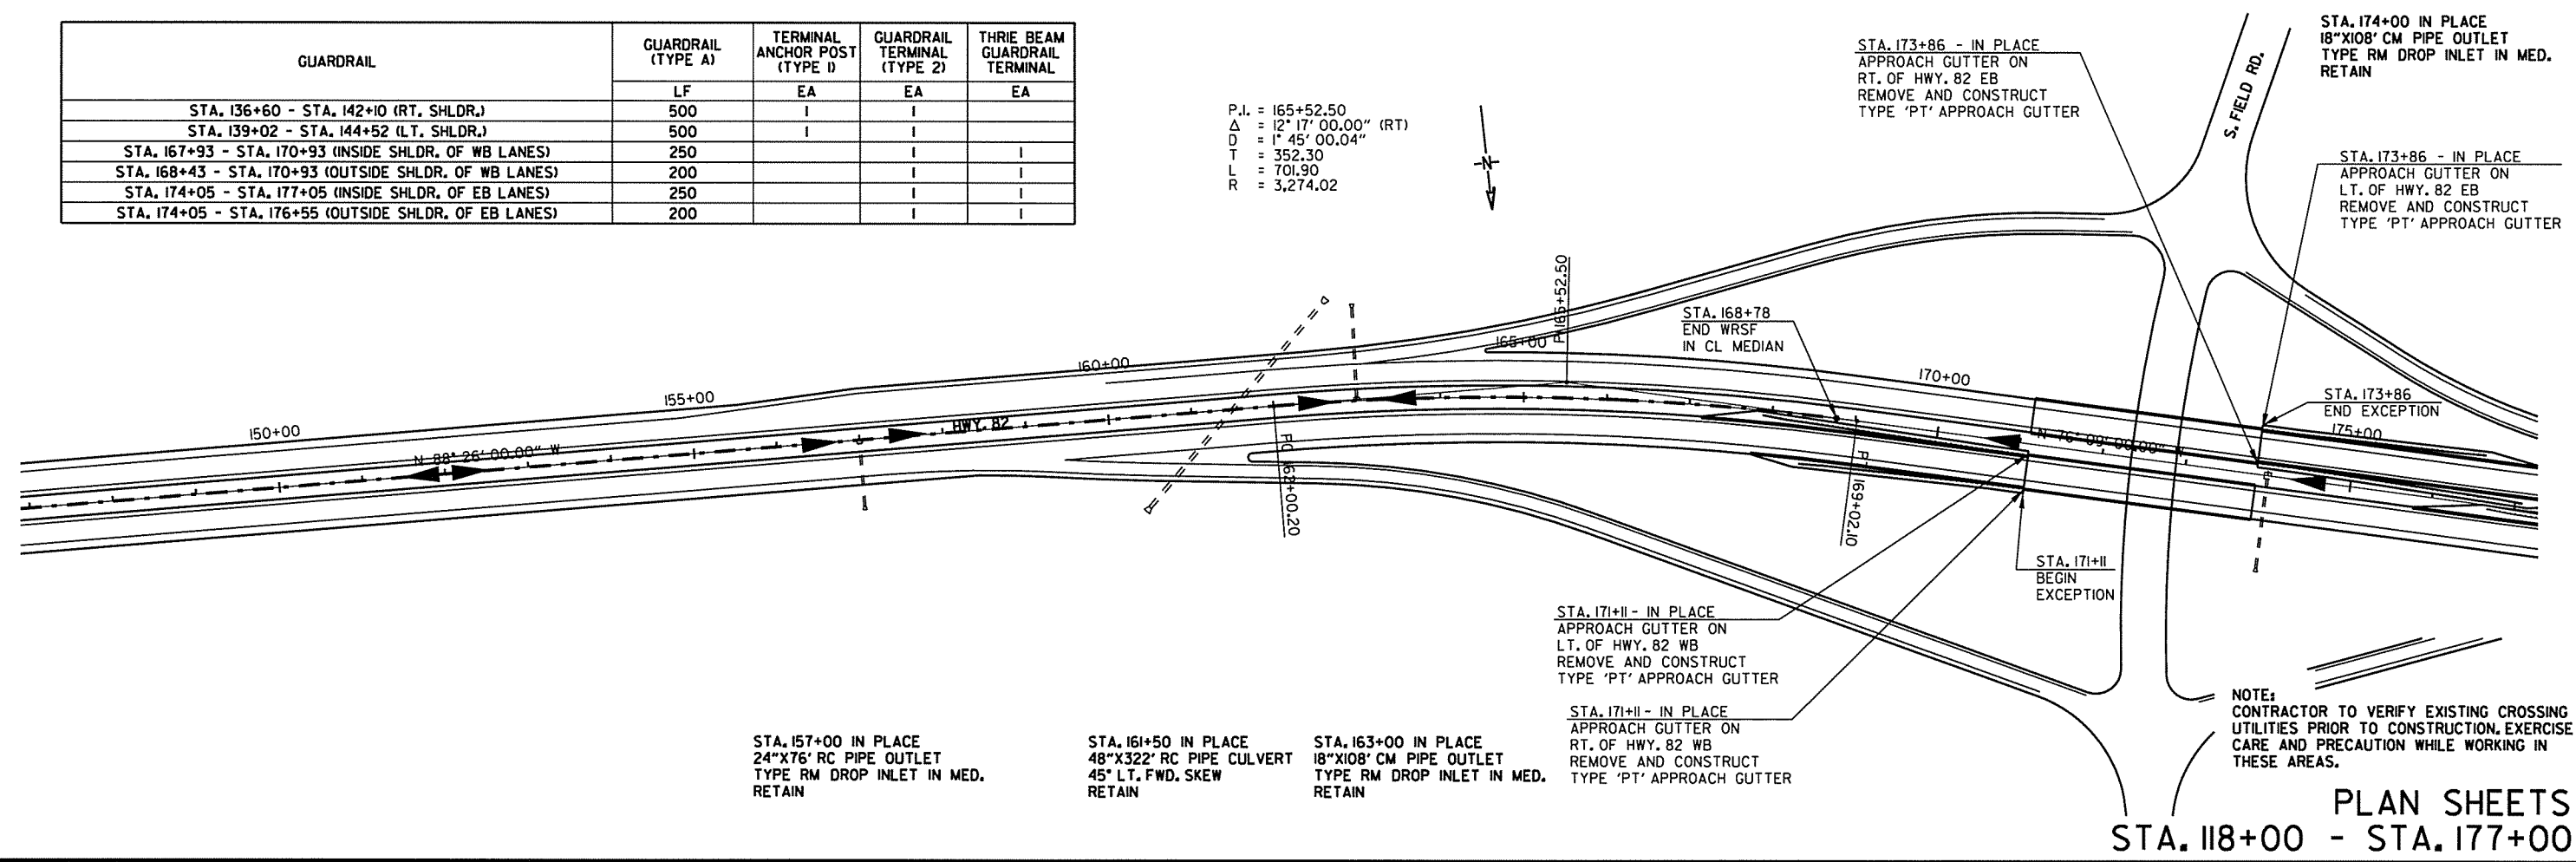 GUARDRAIL
GUARDRAIL (TYPE A)
TERMINAL ANCHOR POST (TYPE 1)
GUARDRAIL TERMINAL (TYPE 2)
THRIE BEAM GUARDRAIL TERMINAL
LF EA EA EA
STA. 136+60 - STA. 142+10 (RT. SHLDR.) 500 1 1
STA. 139+02 - STA. 144+52 (LT. SHLDR.) 500 1 1
STA. 167+93 - STA. 170+93 (INSIDE SHLDR. OF WB LANES) 250 1 1
STA. 168+43 - STA. 170+93 (OUTSIDE SHLDR. OF WB LANES) 200 1 1
STA. 174+05 - STA. 177+05 (INSIDE SHLDR. OF EB LANES) 250 1 1
STA. 174+05 - STA. 176+55 (OUTSIDE SHLDR. OF EB LANES) 200 1 1
P.I. = 165+52.50
Δ = 12° 17' 00.00" (RT)
D = 1° 45' 00.04"
T = 352.30
L = 701.90
R = 3,274.02
N
STA. 173+86 - IN PLACE
APPROACH GUTTER ON
RT. OF HWY. 82 EB
REMOVE AND CONSTRUCT
TYPE 'PT' APPROACH GUTTER
S. FIELD RD.
STA. 174+00 IN PLACE
18"X108' CM PIPE OUTLET
TYPE RM DROP INLET IN MED.
RETAIN
STA. 173+86 - IN PLACE
APPROACH GUTTER ON
LT. OF HWY. 82 EB
REMOVE AND CONSTRUCT
TYPE 'PT' APPROACH GUTTER
150+00
155+00
160+00
165+00
170+00
175+00
N 88° 26' 00.00" W
HWY. 82
PC 162+00.20
PI 165+52.50
STA. 168+78
END WRSF
IN CL MEDIAN
PT 169+02.10
N 76° 09' 00.00"
STA. 173+86
END EXCEPTION
STA. 171+11
BEGIN
EXCEPTION
STA. 171+11 - IN PLACE
APPROACH GUTTER ON
LT. OF HWY. 82 WB
REMOVE AND CONSTRUCT
TYPE 'PT' APPROACH GUTTER
STA. 171+11 - IN PLACE
APPROACH GUTTER ON
RT. OF HWY. 82 WB
REMOVE AND CONSTRUCT
TYPE 'PT' APPROACH GUTTER
STA. 157+00 IN PLACE
24"X76' RC PIPE OUTLET
TYPE RM DROP INLET IN MED.
RETAIN
STA. 161+50 IN PLACE
48"X322' RC PIPE CULVERT
45° LT. FWD. SKEW
RETAIN
STA. 163+00 IN PLACE
18"X108' CM PIPE OUTLET
TYPE RM DROP INLET IN MED.
RETAIN
NOTE:
CONTRACTOR TO VERIFY EXISTING CROSSING
UTILITIES PRIOR TO CONSTRUCTION. EXERCISE
CARE AND PRECAUTION WHILE WORKING IN
THESE AREAS.
PLAN SHEETS
STA. 118+00 - STA. 177+00